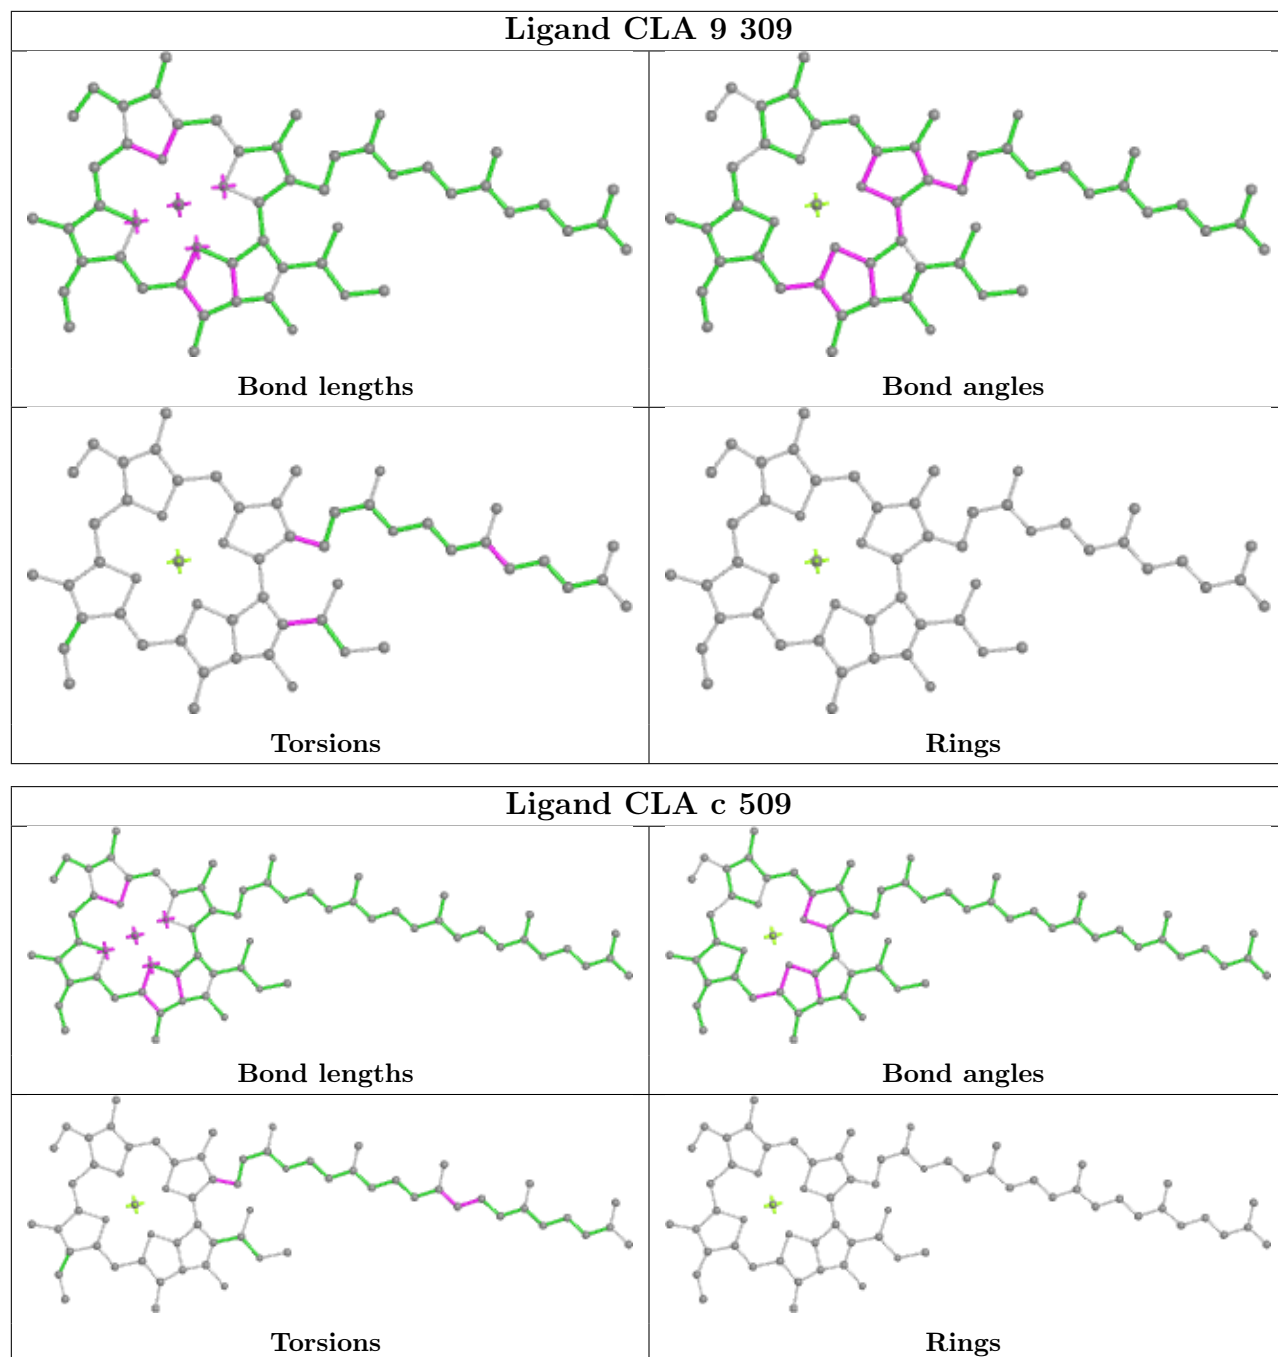 Ligand CLA 9 309
Bond lengths
Bond angles
Torsions
Rings
Ligand CLA c 509
Bond lengths
Bond angles
Torsions
Rings